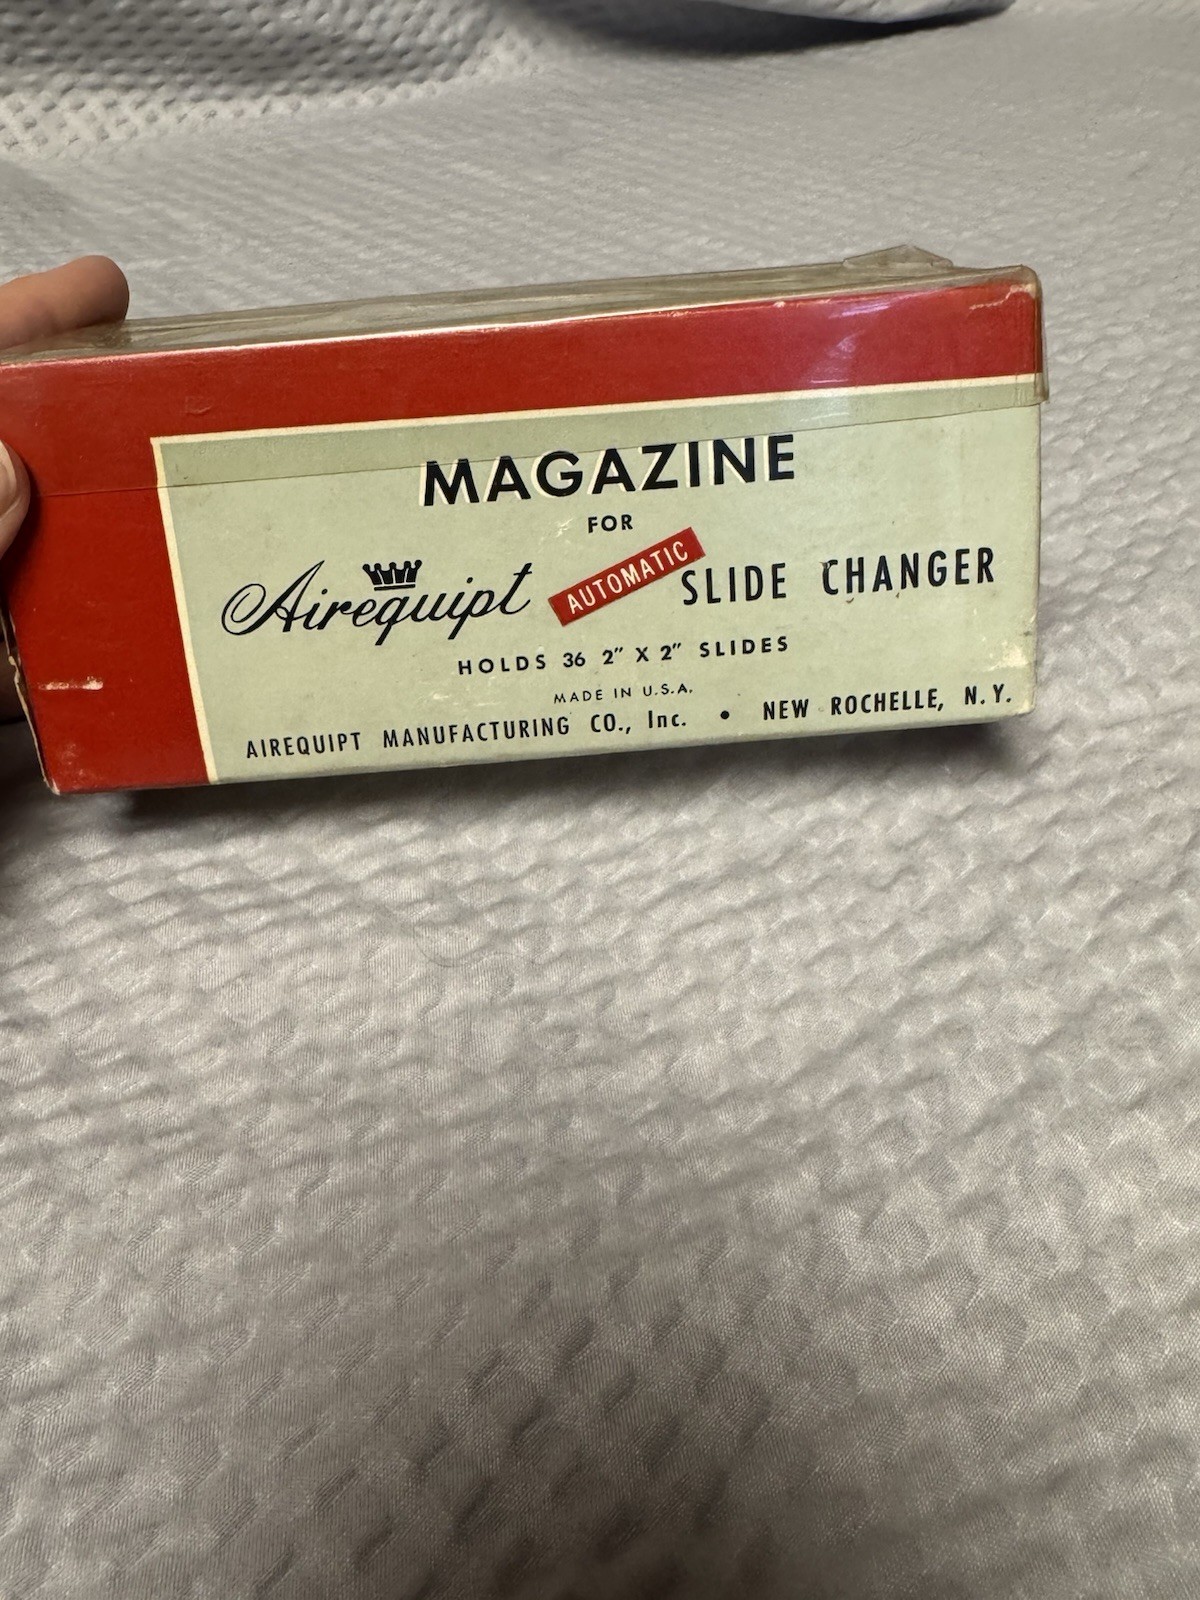 MAGAZINE
FOR
Airequipt AUTOMATIC SLIDE CHANGER
HOLDS 36 2" X 2" SLIDES
MADE IN U.S.A.
AIREQUIPT MANUFACTURING CO., Inc. • NEW ROCHELLE, N.Y.